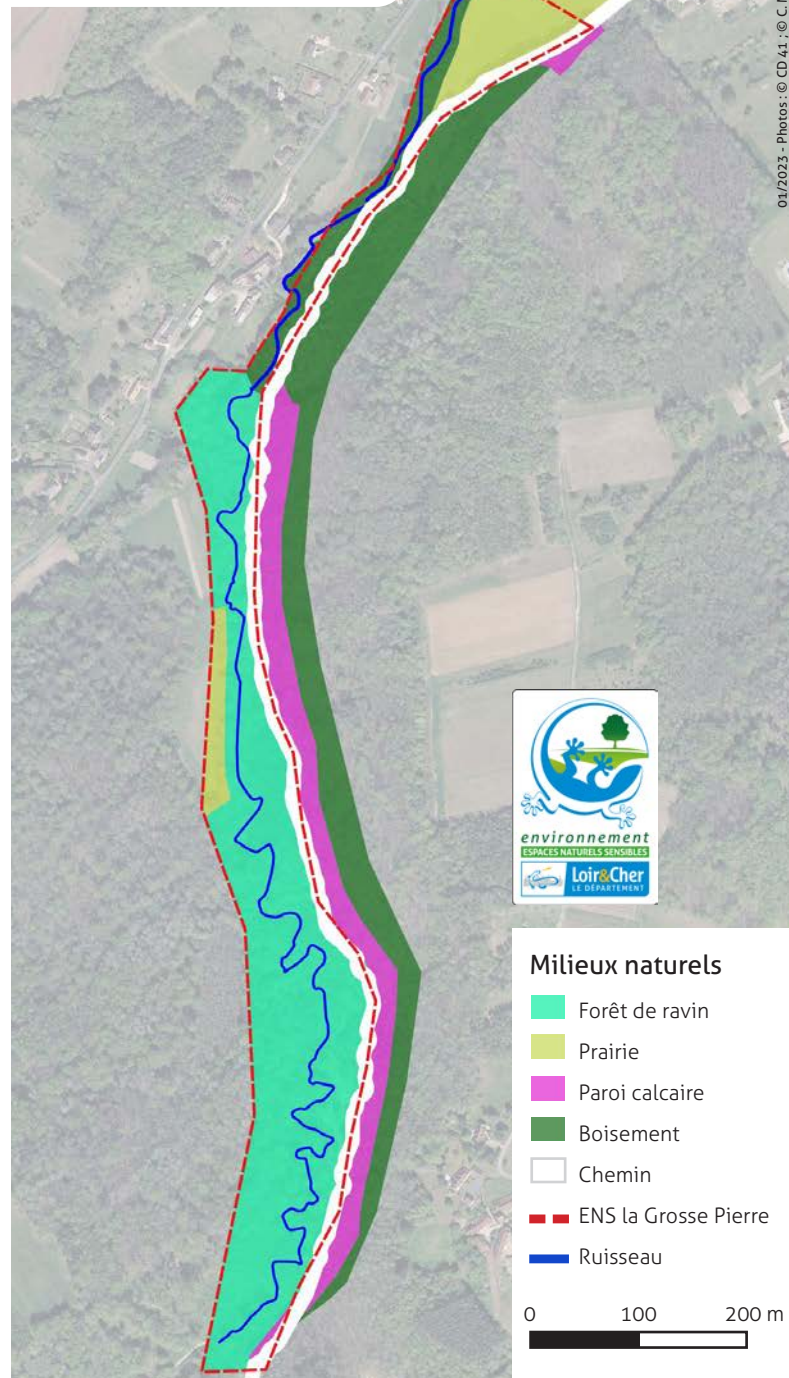 01/2023 - Photos : © CD 41 ; © C.
environnement
ESPACES NATURELS SENSIBLES
Loir&Cher
LE DÉPARTEMENT
Milieux naturels
Forêt de ravin
Prairie
Paroi calcaire
Boisement
Chemin
ENS la Grosse Pierre
Ruisseau
0 100 200 m